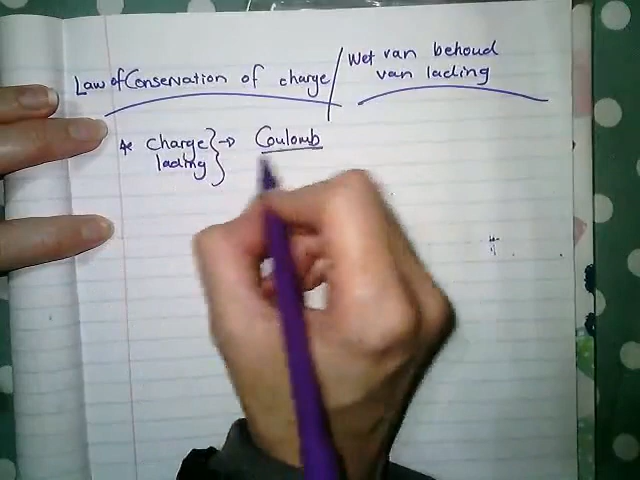 Law of Conservation of charge / Wet van behoud
van lading
* charge } → Coulomb
lading